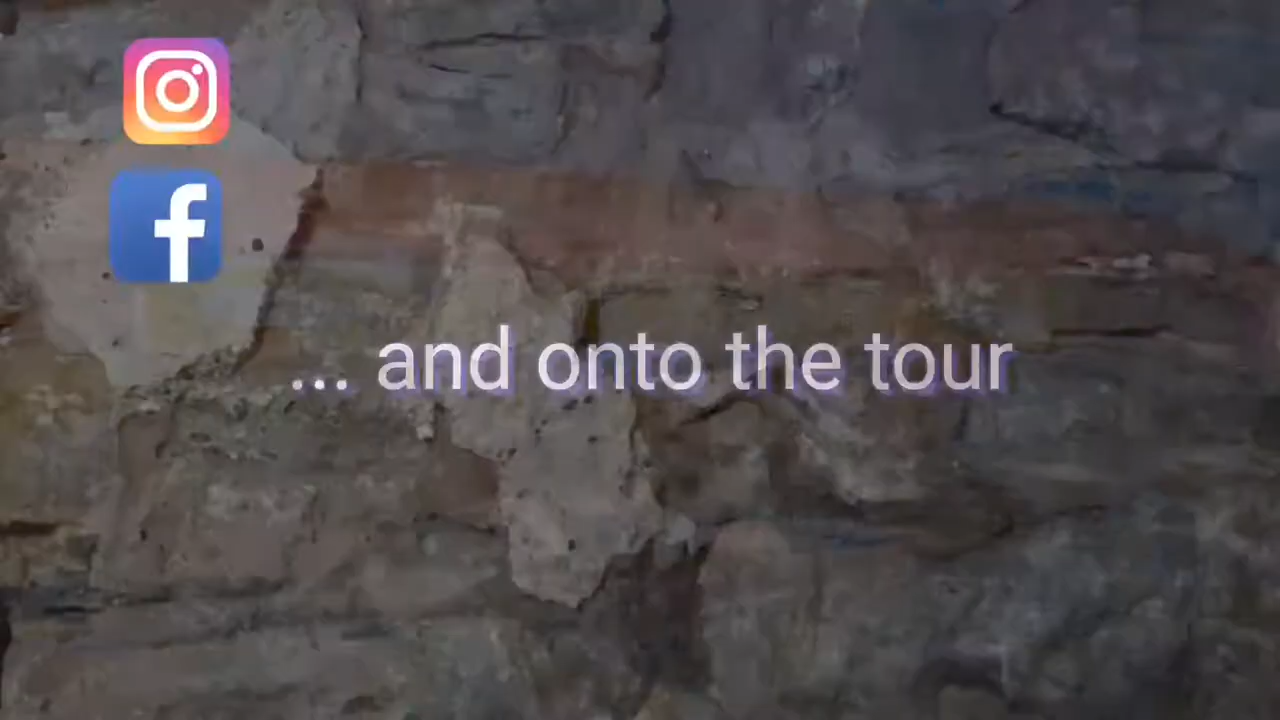 ... and onto the tour